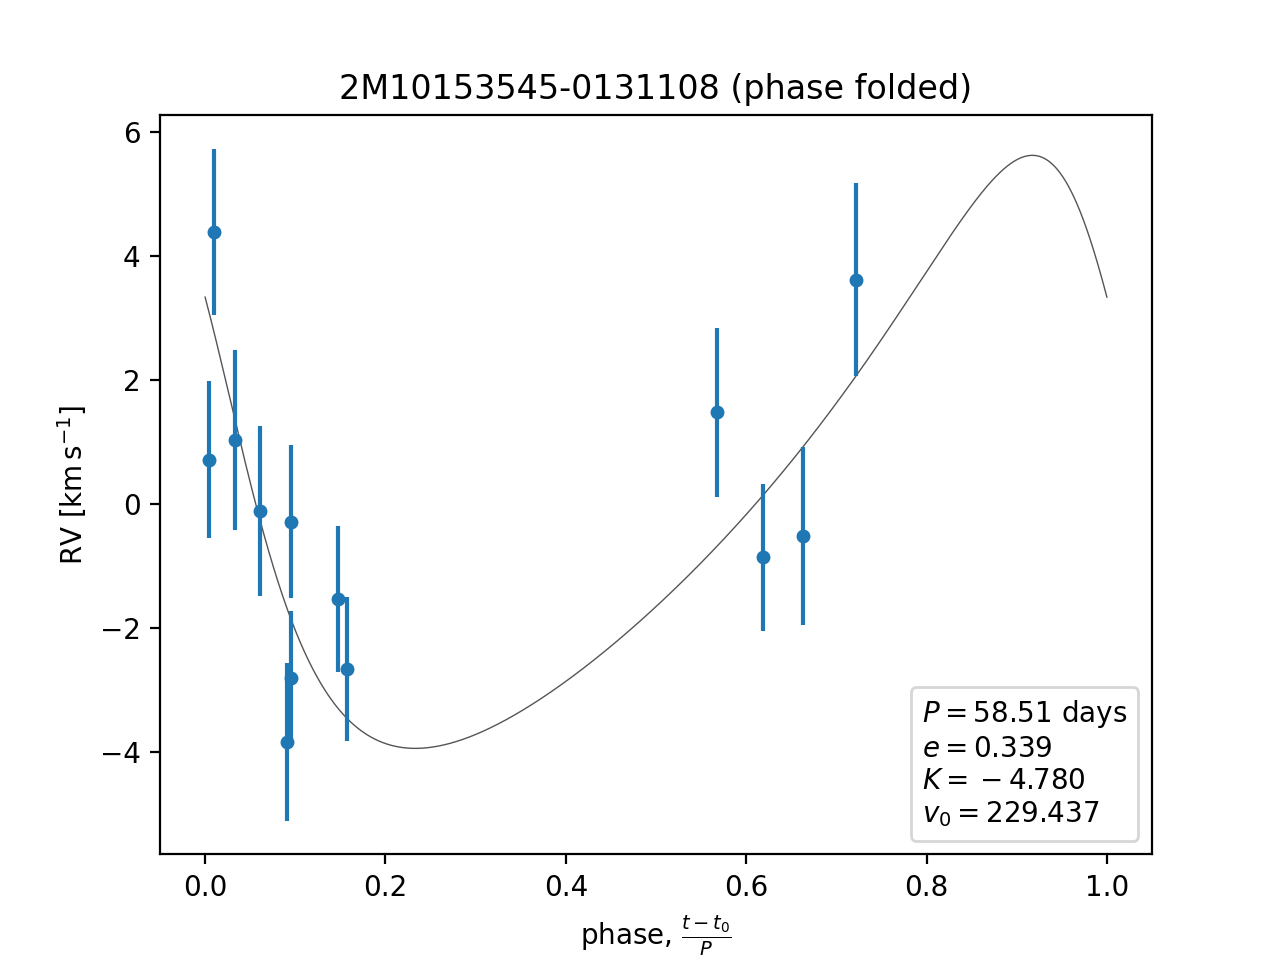 2M10153545-0131108 (phase folded)
RV [km s⁻¹]
6
4
2
0
−2
−4
P = 58.51 days
e = 0.339
K = − 4.780
v₀ = 229.437
0.0 0.2 0.4 0.6 0.8 1.0
phase, (t − t₀)/P